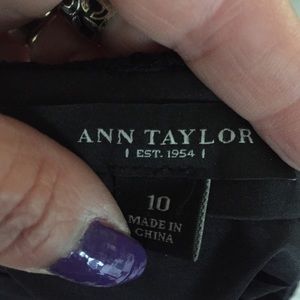 ANN TAYLOR
| EST. 1954 |
10
MADE IN
CHINA